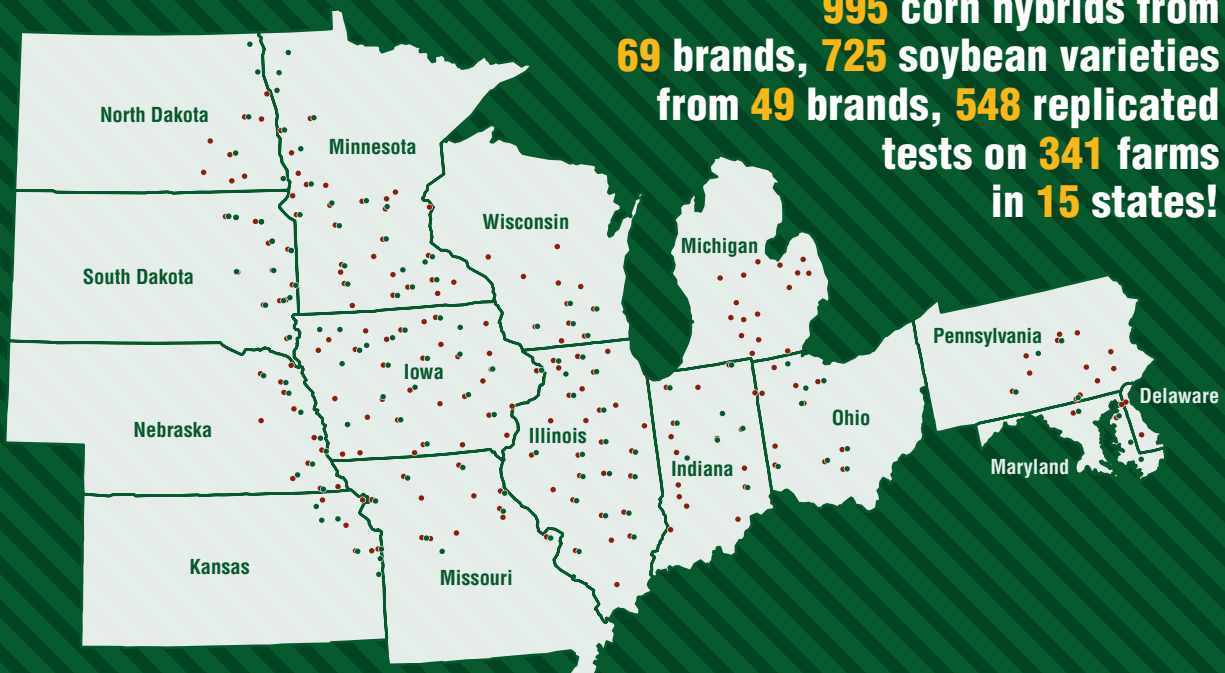 995 corn hybrids from
69 brands, 725 soybean varieties
from 49 brands, 548 replicated
tests on 341 farms
in 15 states!
North Dakota
Minnesota
Wisconsin
Michigan
South Dakota
Pennsylvania
Iowa
Delaware
Ohio
Nebraska
Illinois
Indiana
Maryland
Kansas
Missouri